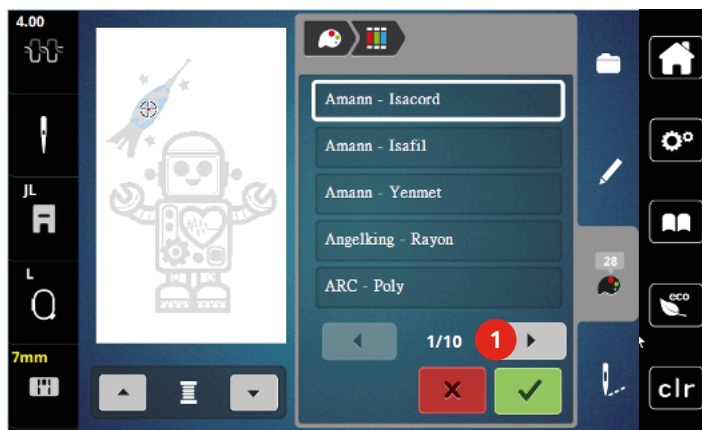 4.00
JL
L
7mm
Amann - Isacord
Amann - Isafil
Amann - Yenmet
Angelking - Rayon
ARC - Poly
1/10
1
28
eco
clr